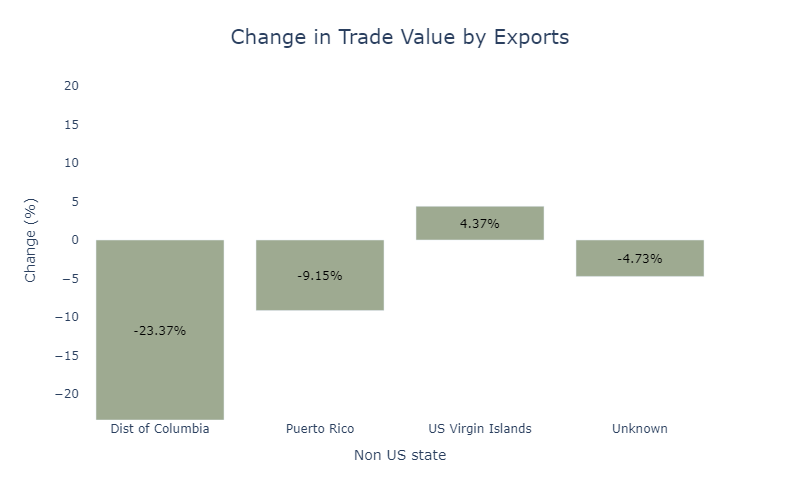 Change in Trade Value by Exports
20
15
10
5
0
−5
−10
−15
−20
Change (%)
-23.37%
-9.15%
4.37%
-4.73%
Dist of Columbia
Puerto Rico
US Virgin Islands
Unknown
Non US state